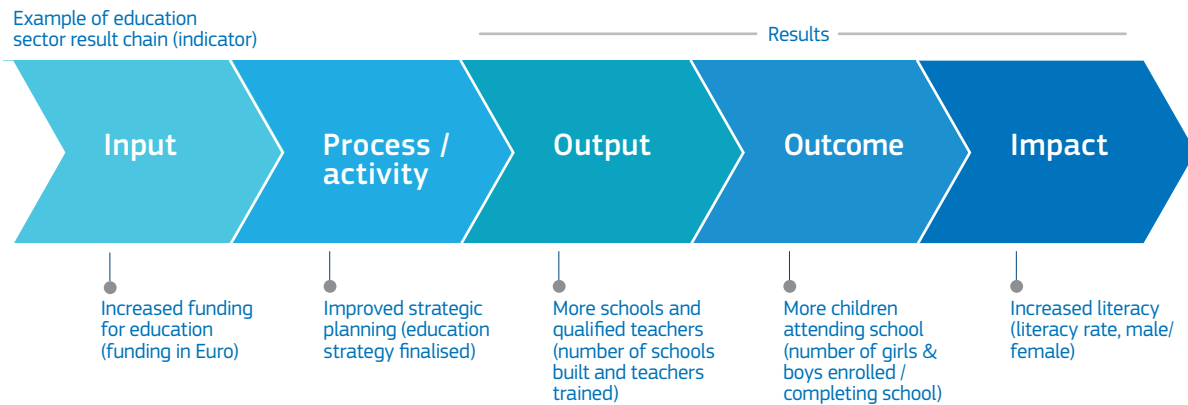 Example of education
sector result chain (indicator)
Results
Input
Process /
activity
Output
Outcome
Impact
Increased funding
for education
(funding in Euro)
Improved strategic
planning (education
strategy finalised)
More schools and
qualified teachers
(number of schools
built and teachers
trained)
More children
attending school
(number of girls &
boys enrolled /
completing school)
Increased literacy
(literacy rate, male/
female)